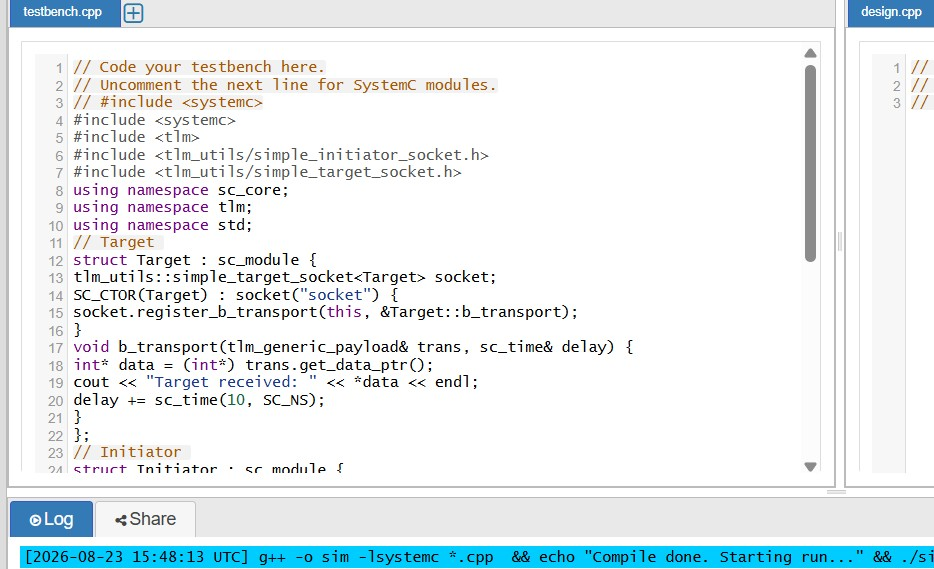 testbench.cpp
design.cpp
1 // Code your testbench here.
2 // Uncomment the next line for SystemC modules.
3 // #include <systemc>
4 #include <systemc>
5 #include <tlm>
6 #include <tlm_utils/simple_initiator_socket.h>
7 #include <tlm_utils/simple_target_socket.h>
8 using namespace sc_core;
9 using namespace tlm;
10 using namespace std;
11 // Target
12 struct Target : sc_module {
13 tlm_utils::simple_target_socket<Target> socket;
14 SC_CTOR(Target) : socket("socket") {
15 socket.register_b_transport(this, &Target::b_transport);
16 }
17 void b_transport(tlm_generic_payload& trans, sc_time& delay) {
18 int* data = (int*) trans.get_data_ptr();
19 cout << "Target received: " << *data << endl;
20 delay += sc_time(10, SC_NS);
21 }
22 };
23 // Initiator
24 struct Initiator : sc_module {
1 //
2 //
3 //
Log
Share
[2026-08-23 15:48:13 UTC] g++ -o sim -lsystemc *.cpp  && echo "Compile done. Starting run..." && ./si